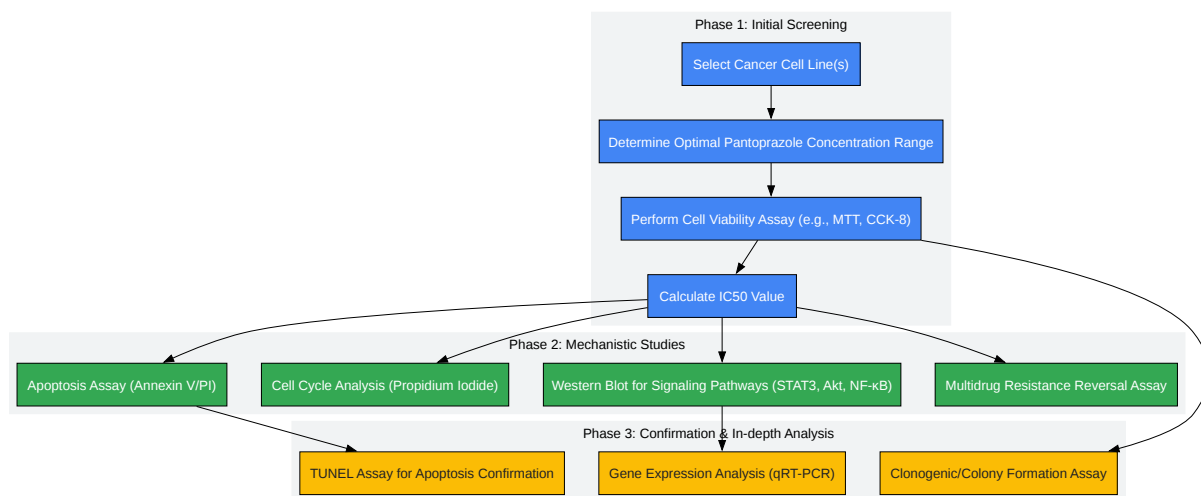 Phase 1: Initial Screening
Select Cancer Cell Line(s)
Determine Optimal Pantoprazole Concentration Range
Perform Cell Viability Assay (e.g., MTT, CCK-8)
Calculate IC50 Value
Phase 2: Mechanistic Studies
Apoptosis Assay (Annexin V/PI)
Cell Cycle Analysis (Propidium Iodide)
Western Blot for Signaling Pathways (STAT3, Akt, NF-κB)
Multidrug Resistance Reversal Assay
Phase 3: Confirmation & In-depth Analysis
TUNEL Assay for Apoptosis Confirmation
Gene Expression Analysis (qRT-PCR)
Clonogenic/Colony Formation Assay